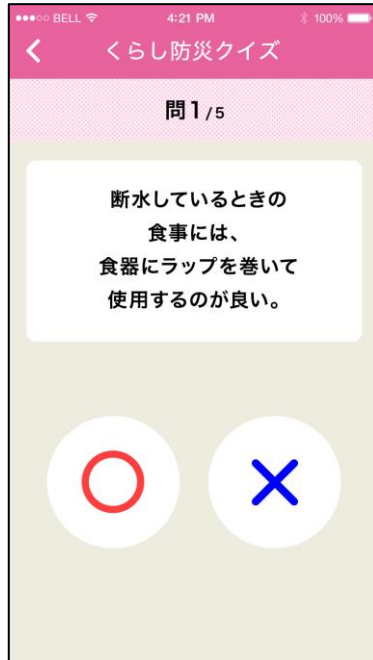 ●●●○○ BELL 4:21 PM 100%
くらし防災クイズ
問1/5
断水しているときの
食事には、
食器にラップを巻いて
使用するのが良い。